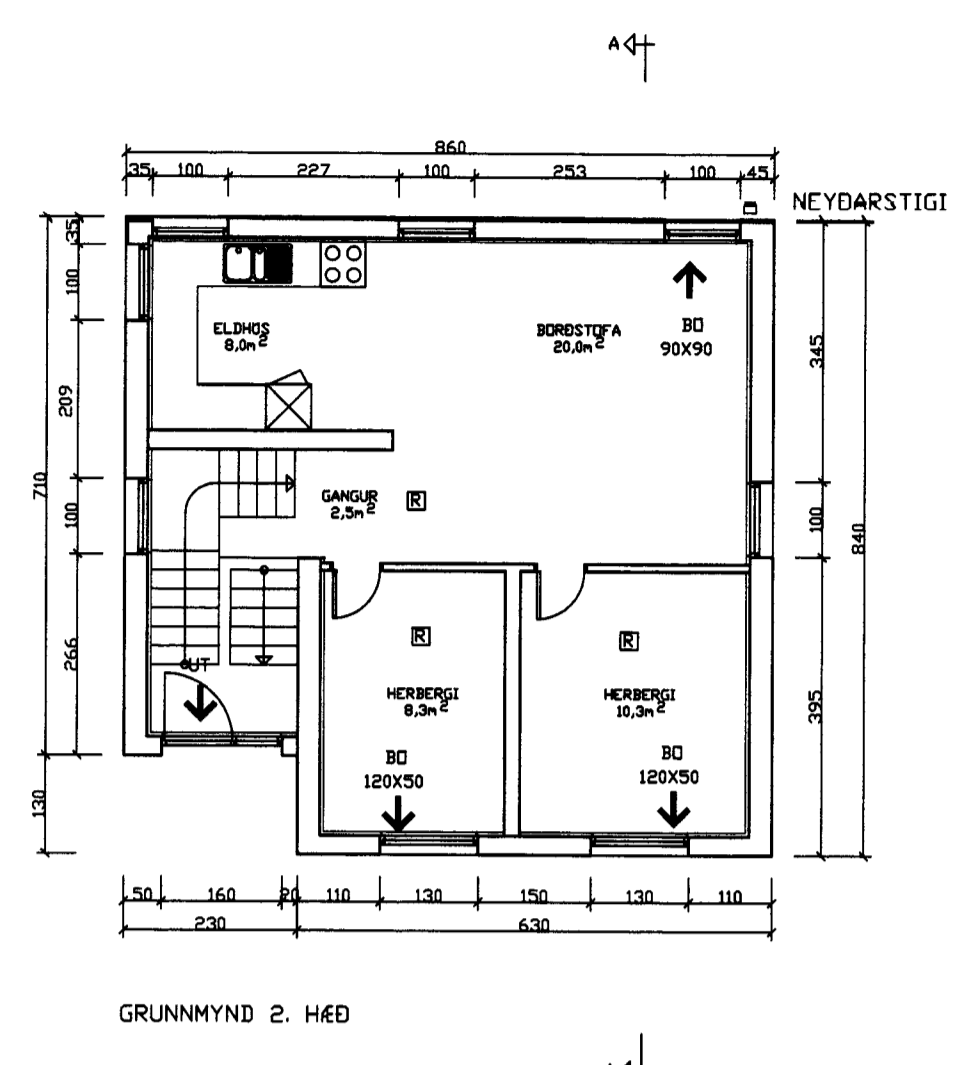 A
860
35 100 227 100 253 100 45
NEYÐARSTIGI
35
100
209
100
266
710
130
345
100
395
840
ELDHÚS
8,0m2
BORÐSTOFA
20,0m2
BO
90X90
GANGUR
2,5m2
R
R
R
UT
HERBERGI
8,3m2
HERBERGI
10,3m2
BO
120X50
BO
120X50
50 160 20 110 130 150 130 110
230 630
GRUNNMYND 2. HÆÐ